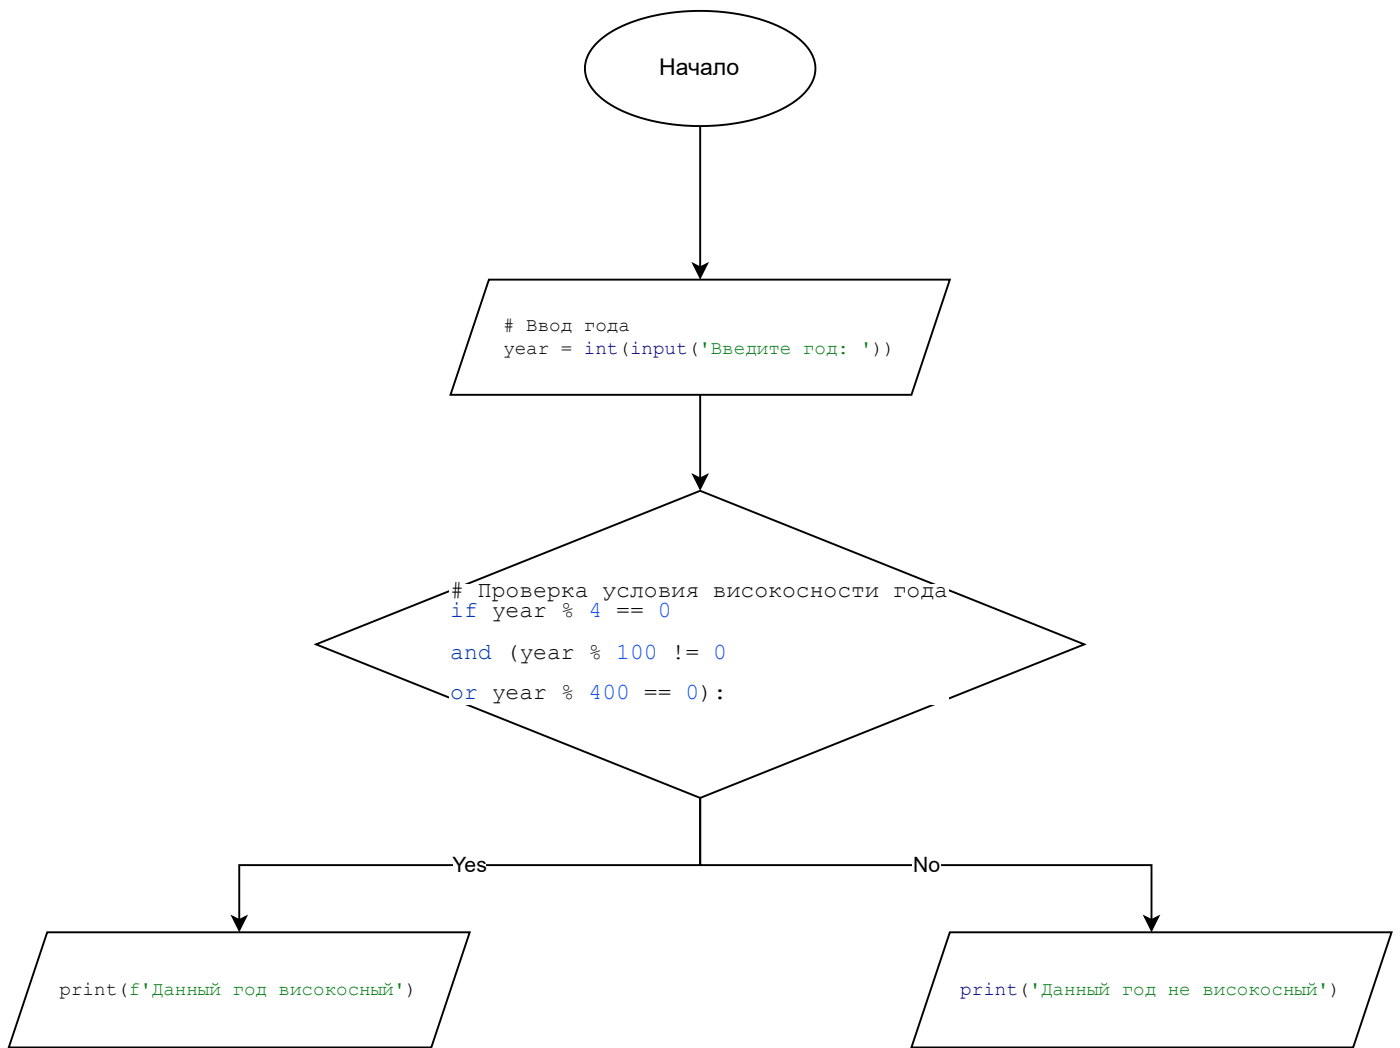 Начало
# Ввод года
year = int(input('Введите год: '))
# Проверка условия високосности года
if year % 4 == 0
and (year % 100 != 0
or year % 400 == 0):
Yes
No
print(f'Данный год високосный')
print('Данный год не високосный')